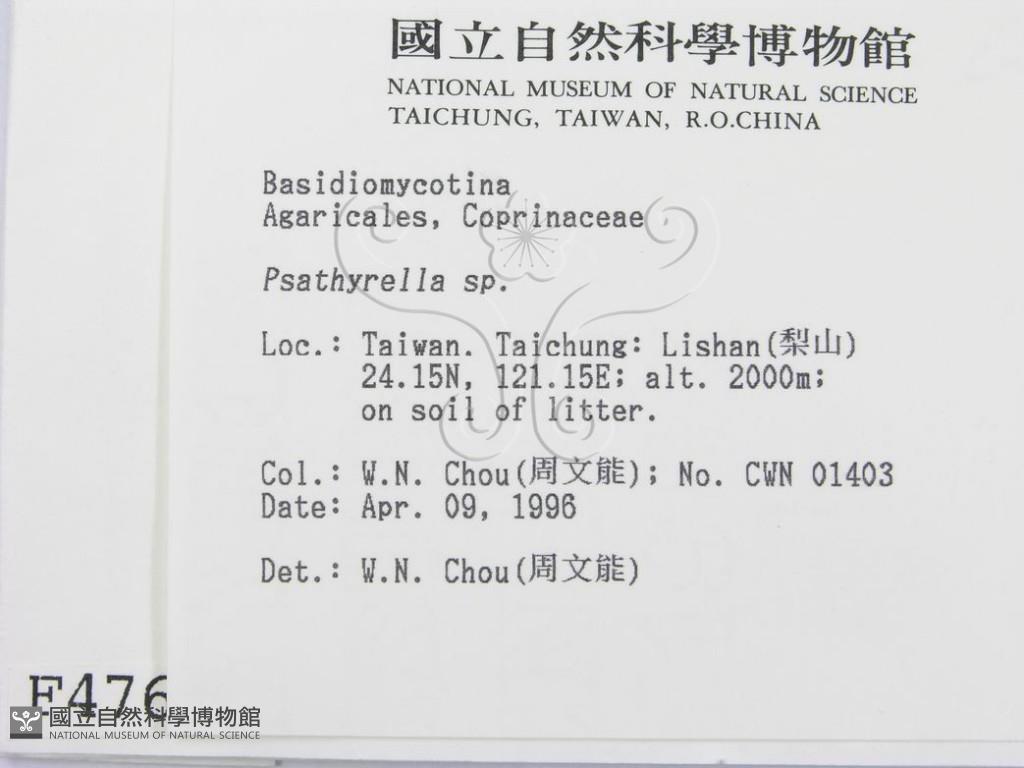 國立自然科學博物館
NATIONAL MUSEUM OF NATURAL SCIENCE
TAICHUNG, TAIWAN, R.O.CHINA
Basidiomycotina
Agaricales, Coprinaceae
Psathyrella sp.
Loc.: Taiwan. Taichung: Lishan(梨山)
24.15N, 121.15E; alt. 2000m;
on soil of litter.
Col.: W.N. Chou(周文能); No. CWN 01403
Date: Apr. 09, 1996
Det.: W.N. Chou(周文能)
F476
國立自然科學博物館
NATIONAL MUSEUM OF NATURAL SCIENCE